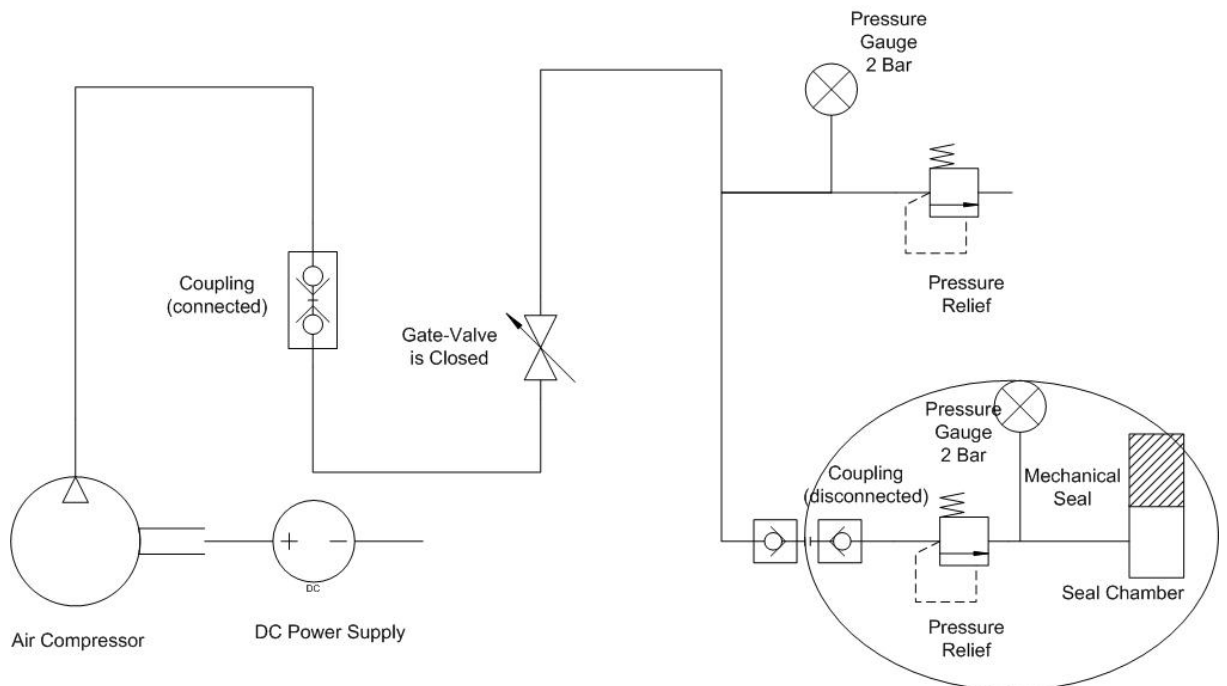 Pressure
Gauge
2 Bar
Coupling
(connected)
Gate-Valve
is Closed
Pressure
Relief
Pressure
Gauge
2 Bar
Coupling
(disconnected)
Mechanical
Seal
Seal Chamber
Pressure
Relief
+ −
DC
Air Compressor
DC Power Supply